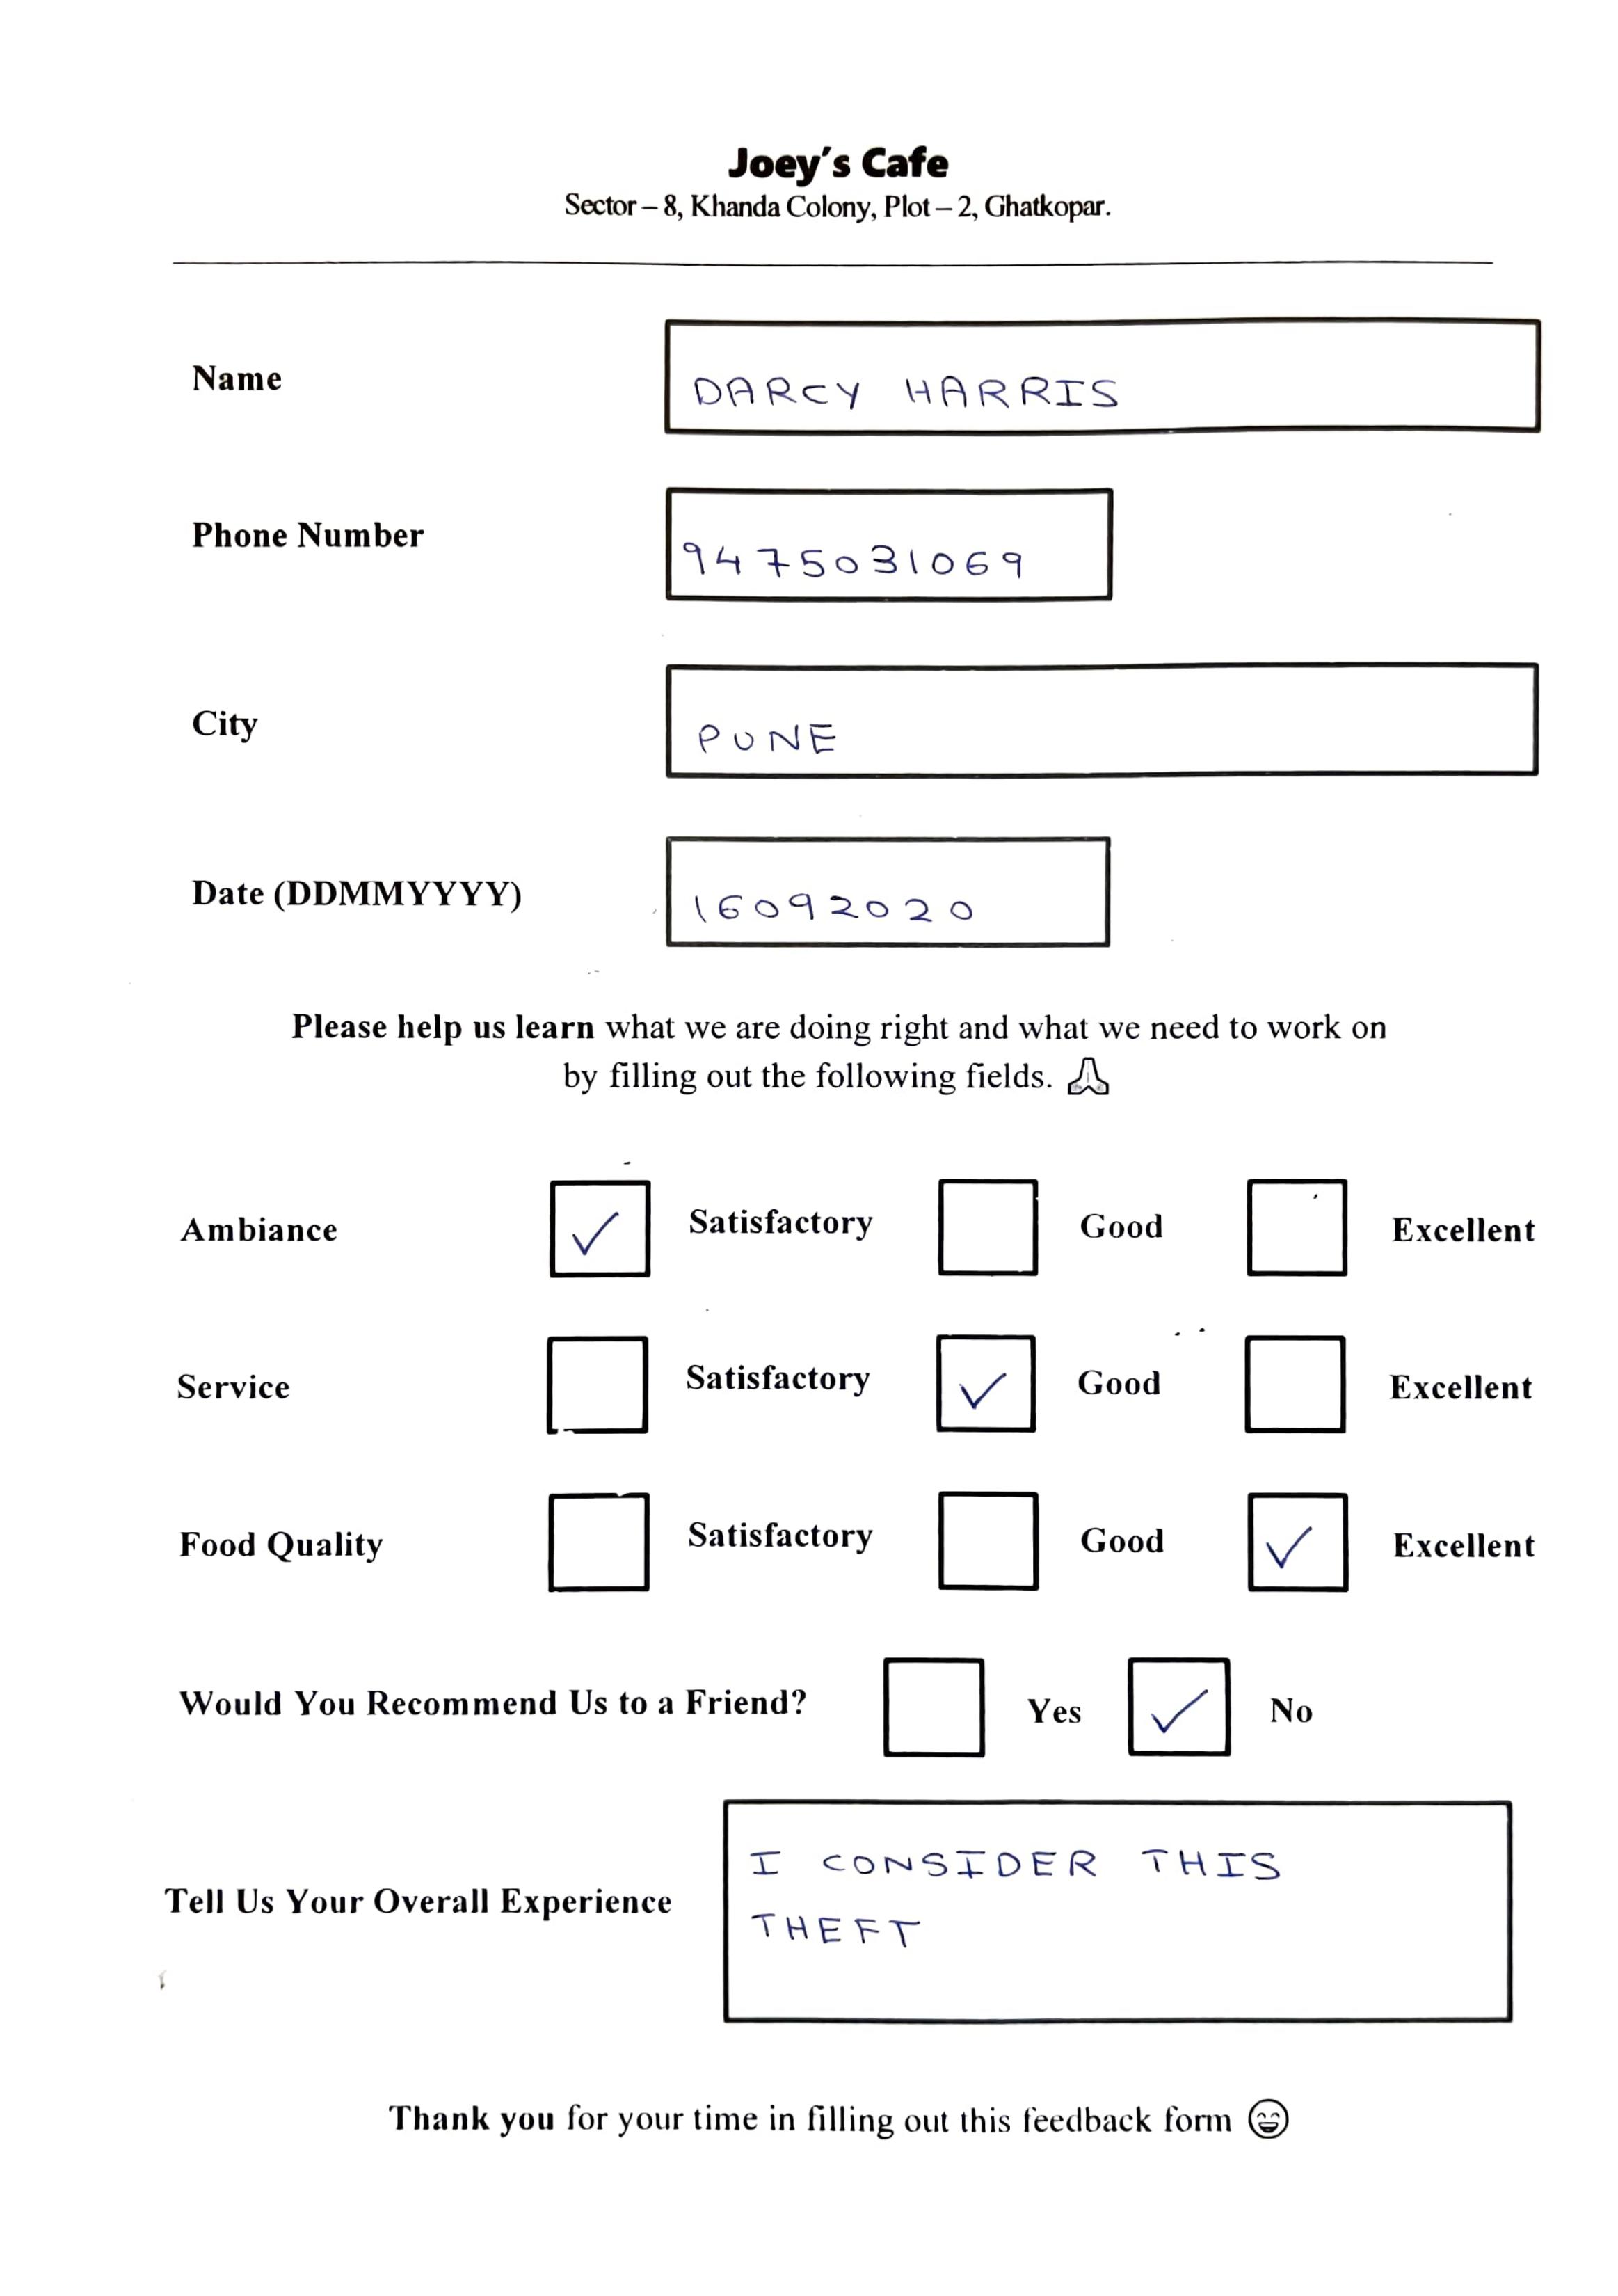 Joey's Cafe
Sector – 8, Khanda Colony, Plot – 2, Ghatkopar.
Name
DARCY HARRIS
Phone Number
9475031069
City
PUNE
Date (DDMMYYYY)
16092020
Please help us learn what we are doing right and what we need to work on
by filling out the following fields.
Ambiance Satisfactory Good Excellent
Service Satisfactory Good Excellent
Food Quality Satisfactory Good Excellent
Would You Recommend Us to a Friend? Yes No
Tell Us Your Overall Experience
I CONSIDER THIS
THEFT
Thank you for your time in filling out this feedback form